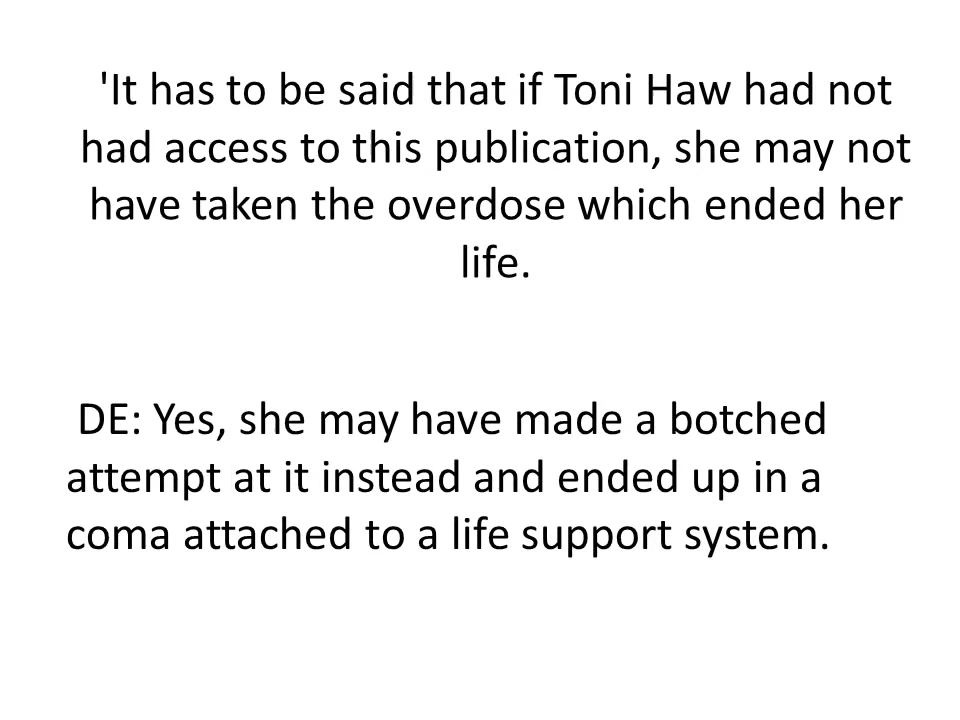 'It has to be said that if Toni Haw had not
had access to this publication, she may not
have taken the overdose which ended her
life.
DE: Yes, she may have made a botched
attempt at it instead and ended up in a
coma attached to a life support system.